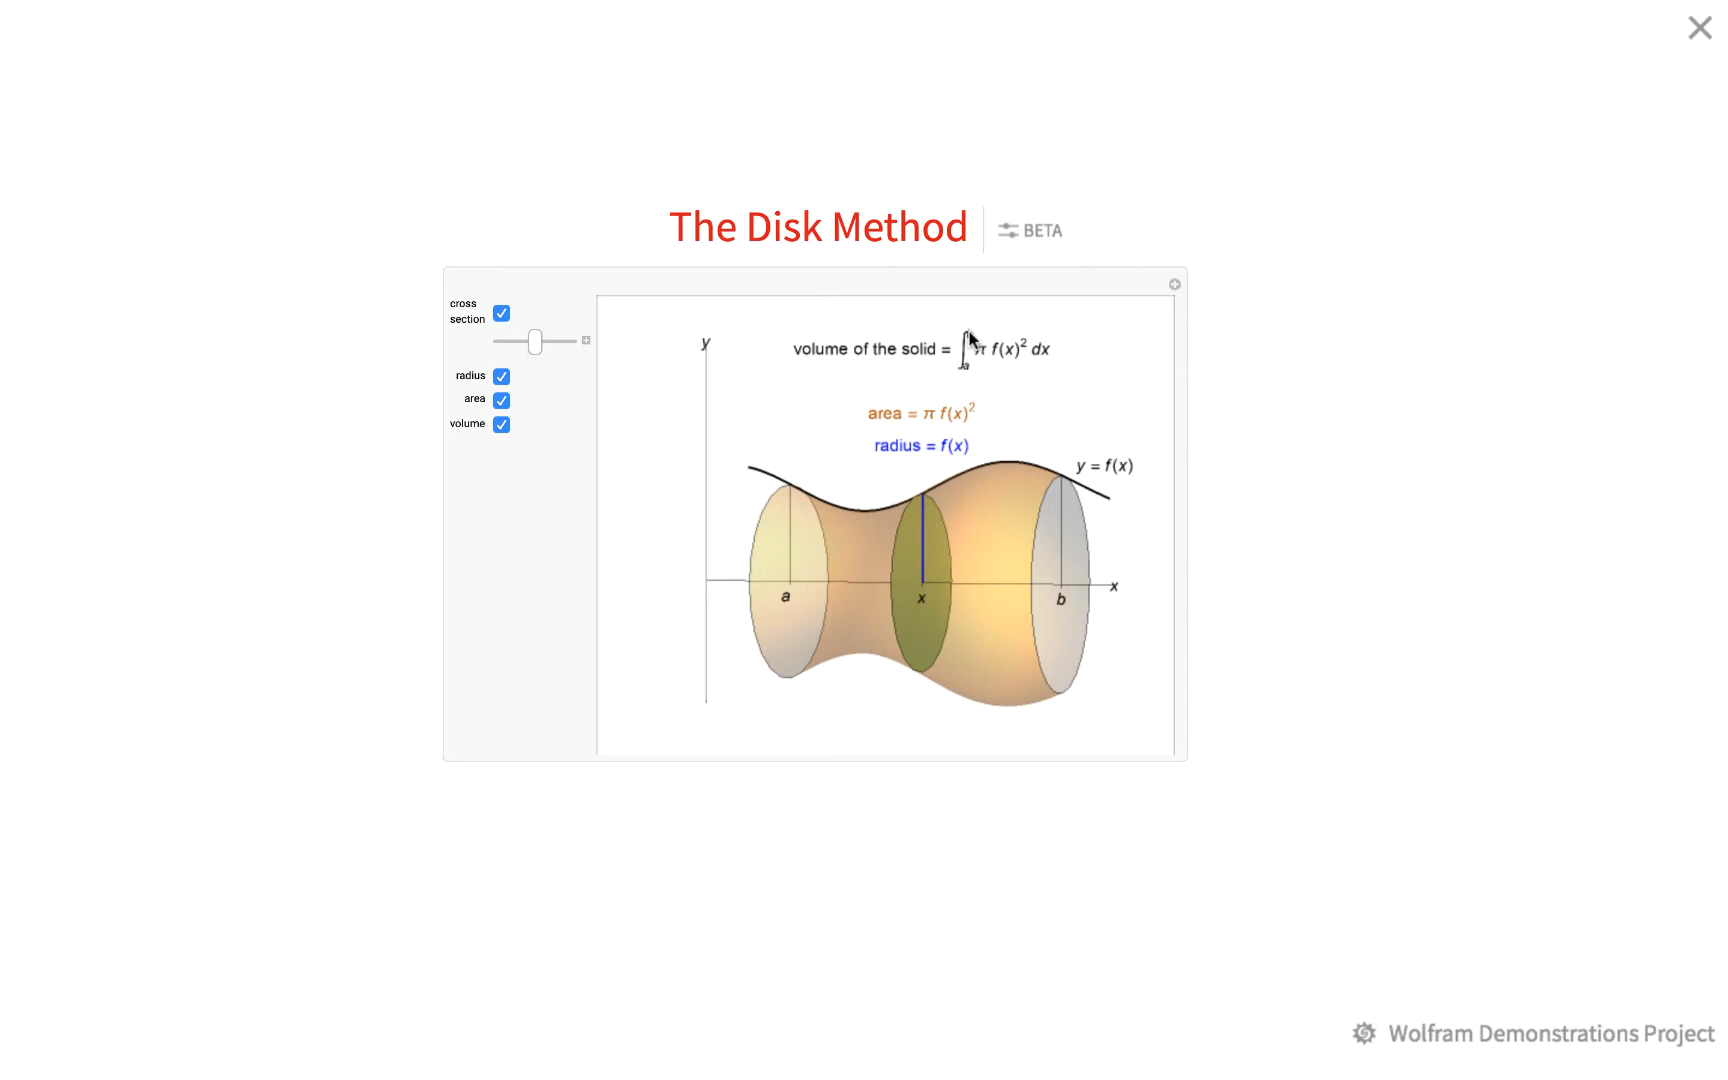 The Disk Method
BETA
cross
section
radius
area
volume
y
volume of the solid = ∫ₐ π f(x)² dx
area = π f(x)²
radius = f(x)
y = f(x)
a
x
b
x
Wolfram Demonstrations Project